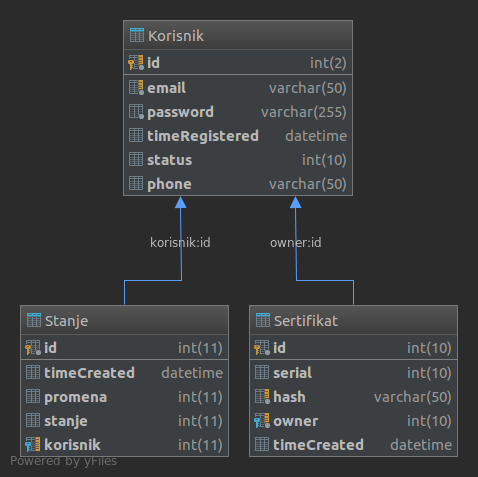 Korisnik
id int(2)
email varchar(50)
password varchar(255)
timeRegistered datetime
status int(10)
phone varchar(50)
korisnik:id owner:id
Stanje
id int(11)
timeCreated datetime
promena int(11)
stanje int(11)
korisnik int(11)
Sertifikat
id int(10)
serial int(10)
hash varchar(50)
owner int(10)
timeCreated datetime
Powered by yFiles